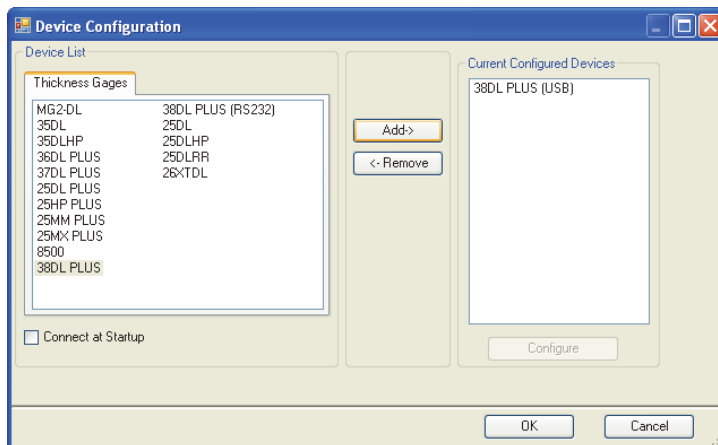 Device Configuration
Device List
Thickness Gages
MG2-DL
35DL
35DLHP
36DL PLUS
37DL PLUS
25DL PLUS
25HP PLUS
25MM PLUS
25MX PLUS
8500
38DL PLUS
38DL PLUS (RS232)
25DL
25DLHP
25DLRR
26XTDL
Connect at Startup
Add->
<- Remove
Current Configured Devices
38DL PLUS (USB)
Configure
OK
Cancel